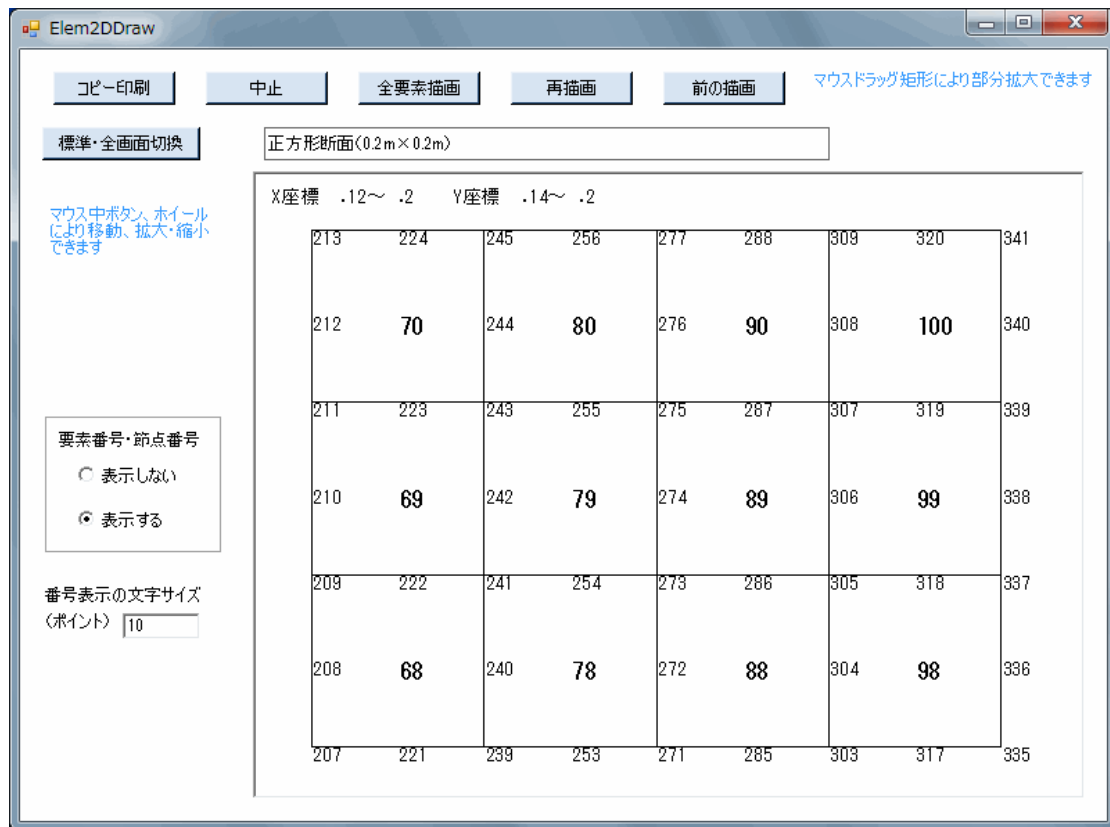 Elem2DDraw
コピー印刷 中止 全要素描画 再描画 前の描画 マウスドラッグ矩形により部分拡大できます
標準・全画面切換 正方形断面(0.2m×0.2m)
マウス中ボタン、ホイール
により移動、拡大・縮小
できます
X座標 .12～ .2 Y座標 .14～ .2
213 224 245 256 277 288 309 320 341
212 70 244 80 276 90 308 100 340
211 223 243 255 275 287 307 319 339
210 69 242 79 274 89 306 99 338
209 222 241 254 273 286 305 318 337
208 68 240 78 272 88 304 98 336
207 221 239 253 271 285 303 317 335
要素番号・節点番号
表示しない
表示する
番号表示の文字サイズ
(ポイント) 10